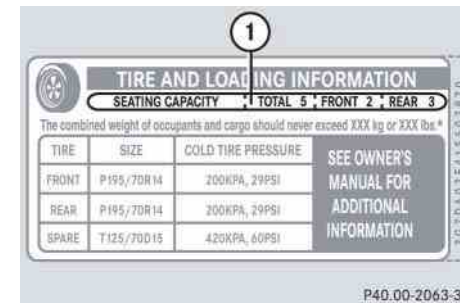 1
TIRE AND LOADING INFORMATION
SEATING CAPACITY TOTAL 5 FRONT 2 REAR 3
The combined weight of occupants and cargo should never exceed XXX kg or XXX lbs.*
TIRE SIZE COLD TIRE PRESSURE
FRONT P195/70R14 200KPA, 29PSI
REAR P195/70R14 200KPA, 29PSI
SPARE T125/70D15 420KPA, 60PSI
SEE OWNER'S
MANUAL FOR
ADDITIONAL
INFORMATION
P40.00-2063-3